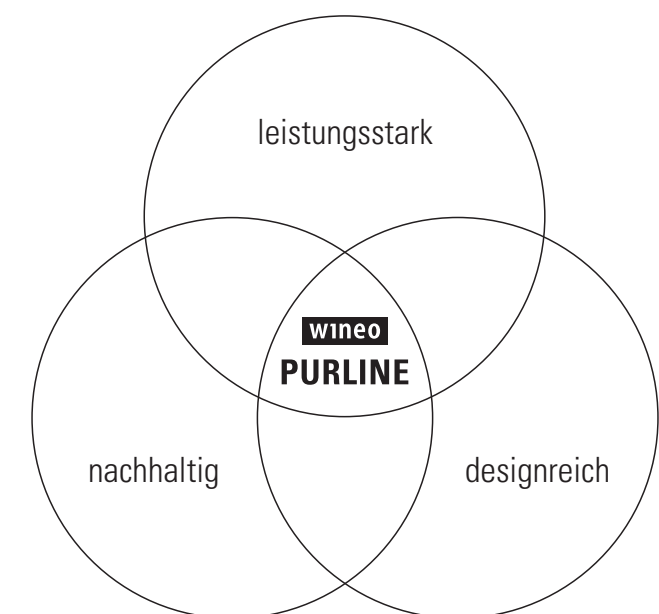 leistungsstark
wineo
PURLINE
nachhaltig
designreich